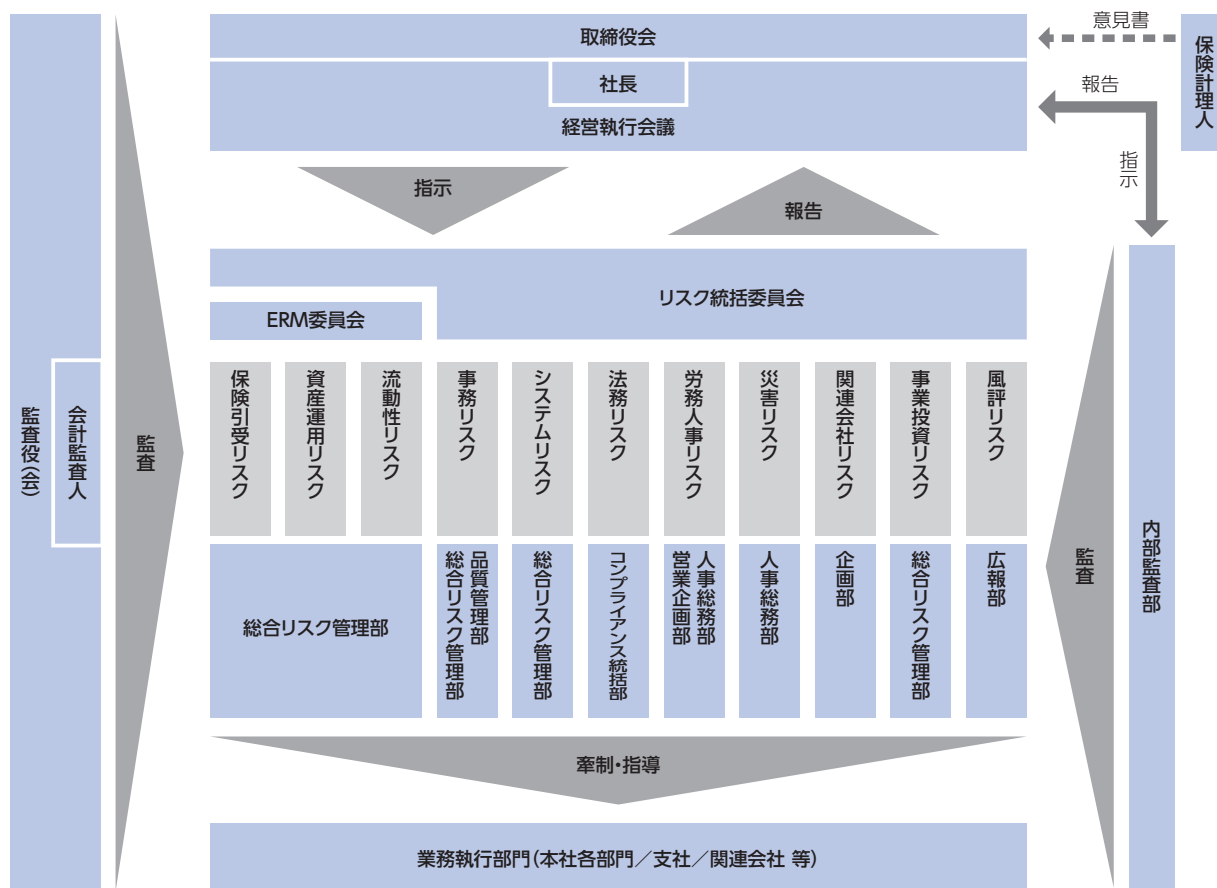 取締役会
社長
経営執行会議
意見書
保険計理人
報告
指示
指示
報告
リスク統括委員会
ERM委員会
監査役(会)
会計監査人
監査
保険引受リスク
資産運用リスク
流動性リスク
事務リスク
システムリスク
法務リスク
労務人事リスク
災害リスク
関連会社リスク
事業投資リスク
風評リスク
総合リスク管理部
品質管理部
総合リスク管理部
総合リスク管理部
コンプライアンス統括部
人事総務部
営業企画部
人事総務部
企画部
総合リスク管理部
広報部
監査
内部監査部
牽制・指導
業務執行部門(本社各部門／支社／関連会社 等)